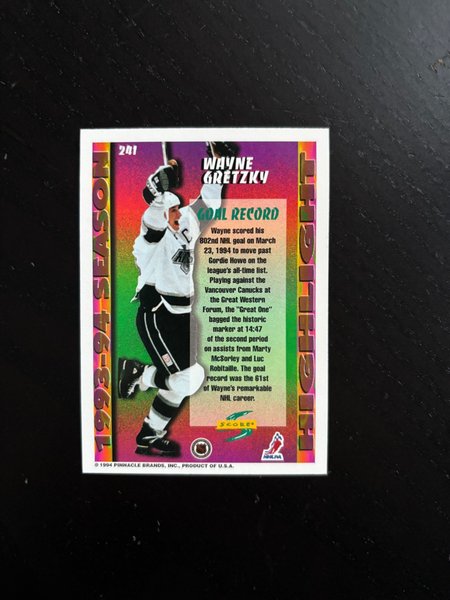 241
WAYNE
GRETZKY
1993-94 SEASON
HIGHLIGHT
GOAL RECORD
Wayne scored his
802nd NHL goal on March
23, 1994 to move past
Gordie Howe on the
league's all-time list.
Playing against the
Vancouver Canucks at
the Great Western
Forum, the "Great One"
bagged the historic
marker at 14:47
of the second period
on assists from Marty
McSorley and Luc
Robitaille. The goal
record was the 61st
of Wayne's remarkable
NHL career.
SCORE
NHLPA
© 1994 PINNACLE BRANDS, INC., PRODUCT OF U.S.A.
C